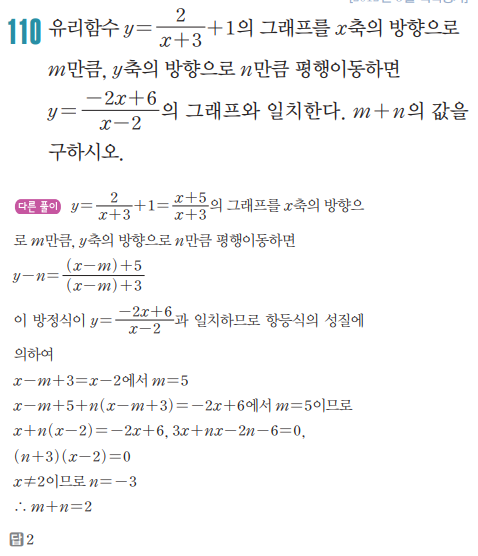 110 유리함수 y=2/(x+3)+1의 그래프를 x축의 방향으로
m만큼, y축의 방향으로 n만큼 평행이동하면
y=(-2x+6)/(x-2)의 그래프와 일치한다. m+n의 값을
구하시오.
다른 풀이 y=2/(x+3)+1=(x+5)/(x+3)의 그래프를 x축의 방향으
로 m만큼, y축의 방향으로 n만큼 평행이동하면
y-n=((x-m)+5)/((x-m)+3)
이 방정식이 y=(-2x+6)/(x-2)과 일치하므로 항등식의 성질에
의하여
x-m+3=x-2에서 m=5
x-m+5+n(x-m+3)=-2x+6에서 m=5이므로
x+n(x-2)=-2x+6, 3x+nx-2n-6=0,
(n+3)(x-2)=0
x≠2이므로 n=-3
∴ m+n=2
답 2